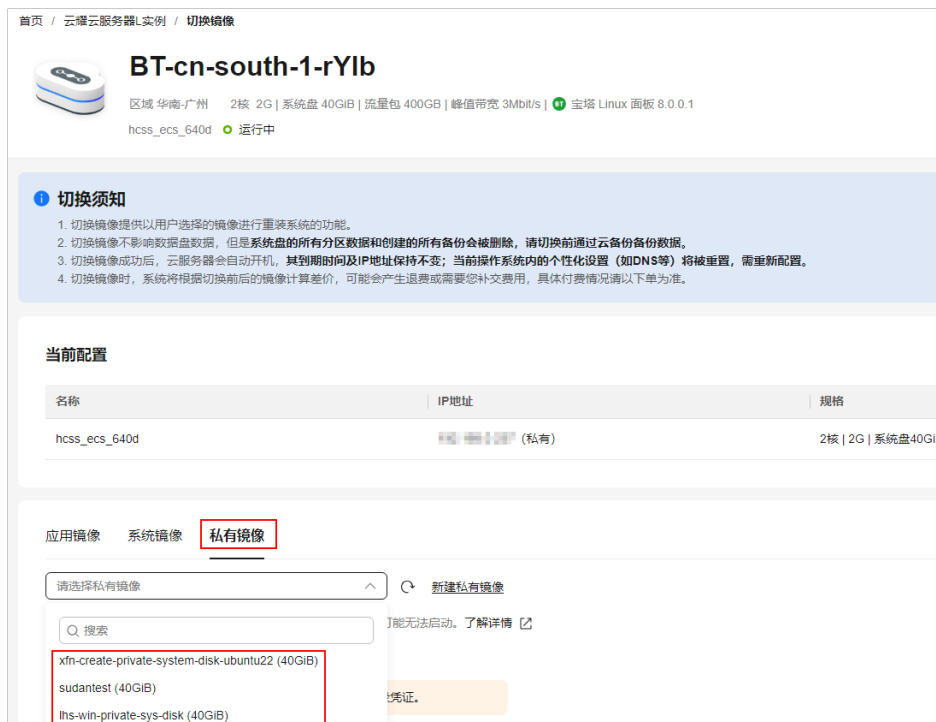 首页 / 云耀云服务器L实例 / 切换镜像
BT-cn-south-1-rYlb
区域 华南-广州 2核 2G | 系统盘 40GiB | 流量包 400GB | 峰值带宽 3Mbit/s | BT 宝塔 Linux 面板 8.0.0.1
hcss_ecs_640d 运行中
切换须知
1. 切换镜像提供以用户选择的镜像进行重装系统的功能。
2. 切换镜像不影响数据盘数据，但是系统盘的所有分区数据和创建的所有备份会被删除，请切换前通过云备份备份数据。
3. 切换镜像成功后，云服务器会自动开机，其到期时间及IP地址保持不变；当前操作系统内的个性化设置（如DNS等）将被重置，需重新配置。
4. 切换镜像时，系统将根据切换前后的镜像计算差价，可能会产生退费或需要您补交费用，具体付费情况请以下单为准。
当前配置
名称 IP地址 规格
hcss_ecs_640d (私有) 2核 | 2G | 系统盘40Gi
应用镜像 系统镜像 私有镜像
请选择私有镜像 新建私有镜像
搜索 可能无法启动。了解详情
xfn-create-private-system-disk-ubuntu22 (40GiB)
sudantest (40GiB)
凭证。
lhs-win-private-sys-disk (40GiB)